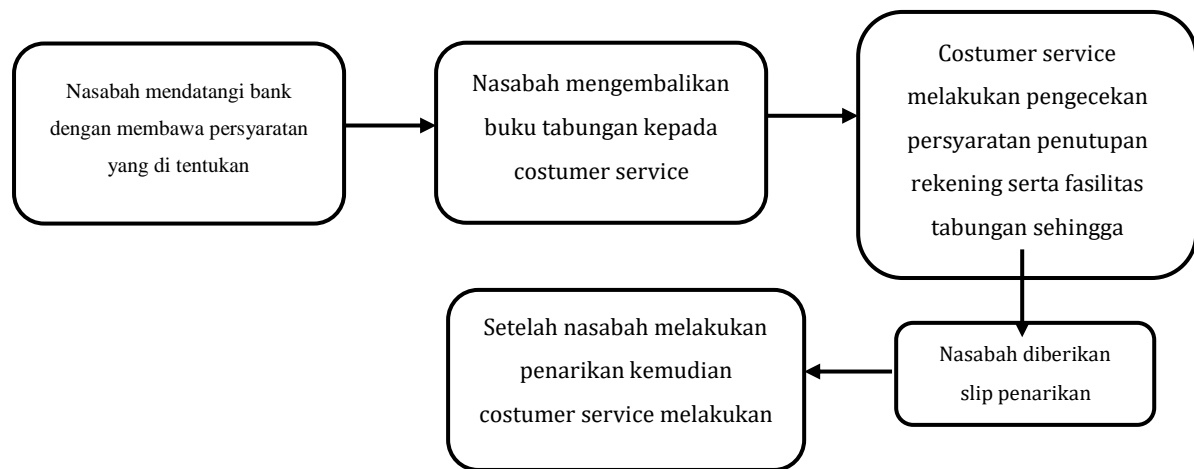 Nasabah mendatangi bank
dengan membawa persyaratan
yang di tentukan
Nasabah mengembalikan
buku tabungan kepada
costumer service
Costumer service
melakukan pengecekan
persyaratan penutupan
rekening serta fasilitas
tabungan sehingga
Nasabah diberikan
slip penarikan
Setelah nasabah melakukan
penarikan kemudian
costumer service melakukan